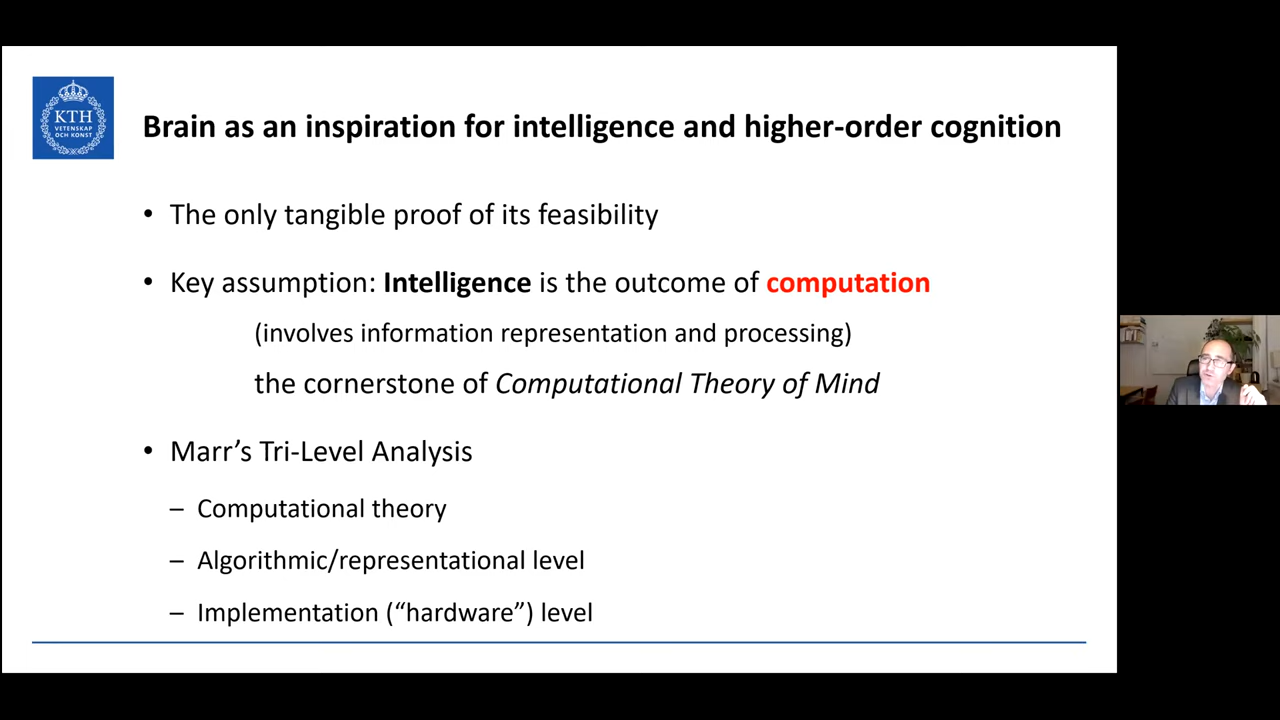 KTH
VETENSKAP
OCH KONST
Brain as an inspiration for intelligence and higher-order cognition
• The only tangible proof of its feasibility
• Key assumption: Intelligence is the outcome of computation
(involves information representation and processing)
the cornerstone of Computational Theory of Mind
• Marr’s Tri-Level Analysis
– Computational theory
– Algorithmic/representational level
– Implementation (“hardware”) level